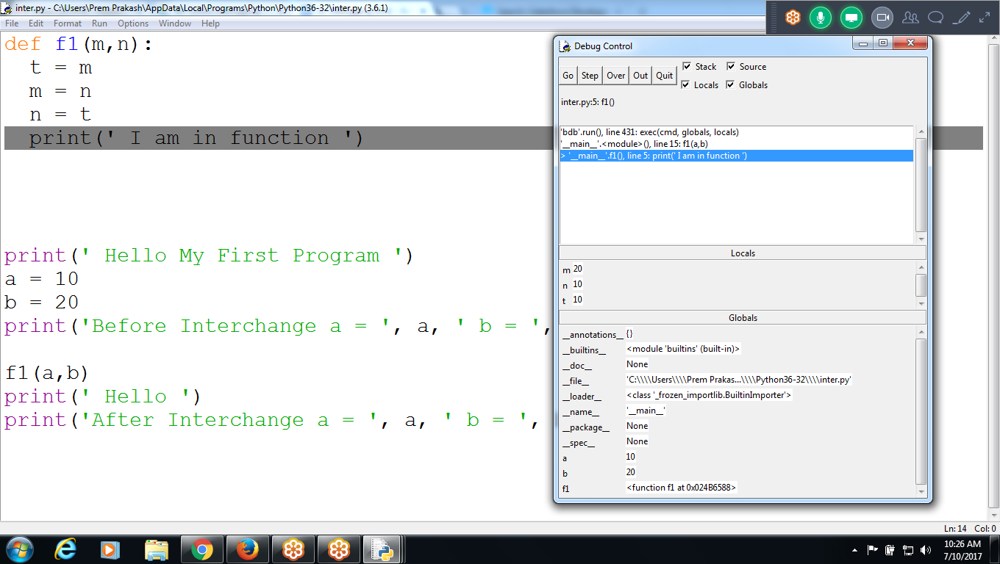 inter.py - C:\Users\Prem Prakash\AppData\Local\Programs\Python\Python36-32\inter.py (3.6.1)
File Edit Format Run Options Window Help
def f1(m,n):
t = m
m = n
n = t
print(' I am in function ')
print(' Hello My First Program ')
a = 10
b = 20
print('Before Interchange a = ', a, ' b = ',
f1(a,b)
print(' Hello ')
print('After Interchange a = ', a, ' b = ',
Debug Control
Go Step Over Out Quit
Stack Source
Locals Globals
inter.py:5: f1()
'bdb'.run(), line 431: exec(cmd, globals, locals)
'__main__'.<module>(), line 15: f1(a,b)
> '__main__'.f1(), line 5: print(' I am in function ')
Locals
m 20
n 10
t 10
Globals
__annotations__ {}
__builtins__ <module 'builtins' (built-in)>
__doc__ None
__file__ 'C:\\\\Users\\\\Prem Prakas...\\\\Python36-32\\\\inter.py'
__loader__ <class '_frozen_importlib.BuiltinImporter'>
__name__ '__main__'
__package__ None
__spec__ None
a 10
b 20
f1 <function f1 at 0x024B6588>
Ln: 14 Col: 0
10:26 AM
7/10/2017